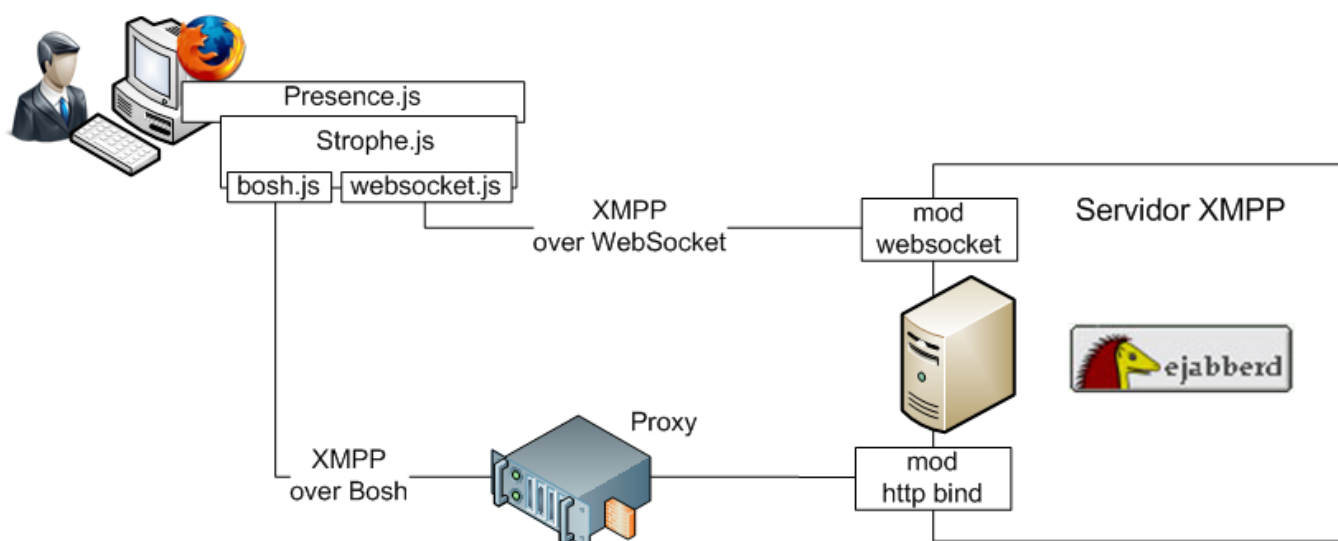 Presence.js
Strophe.js
bosh.js
websocket.js
XMPP
over WebSocket
mod
websocket
Servidor XMPP
ejabberd
Proxy
XMPP
over Bosh
mod
http bind